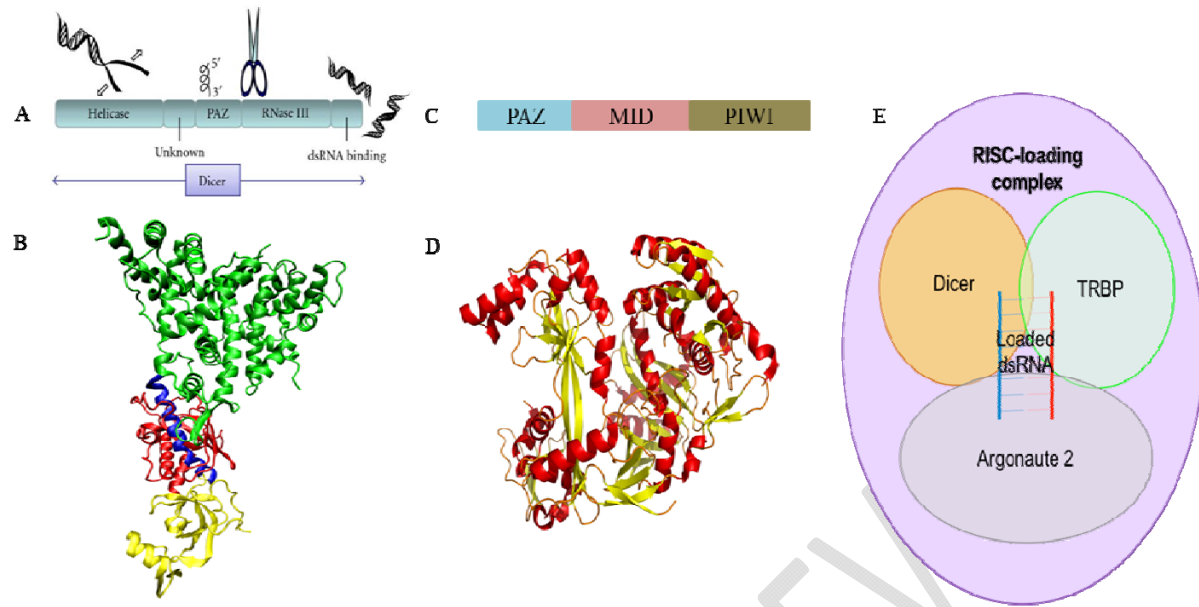 A
5′
3′
Helicase
PAZ
RNase III
Unknown
dsRNA binding
Dicer
B
C
PAZ
MID
PIWI
D
E
RISC-loading
complex
Dicer
TRBP
Loaded
dsRNA
Argonaute 2